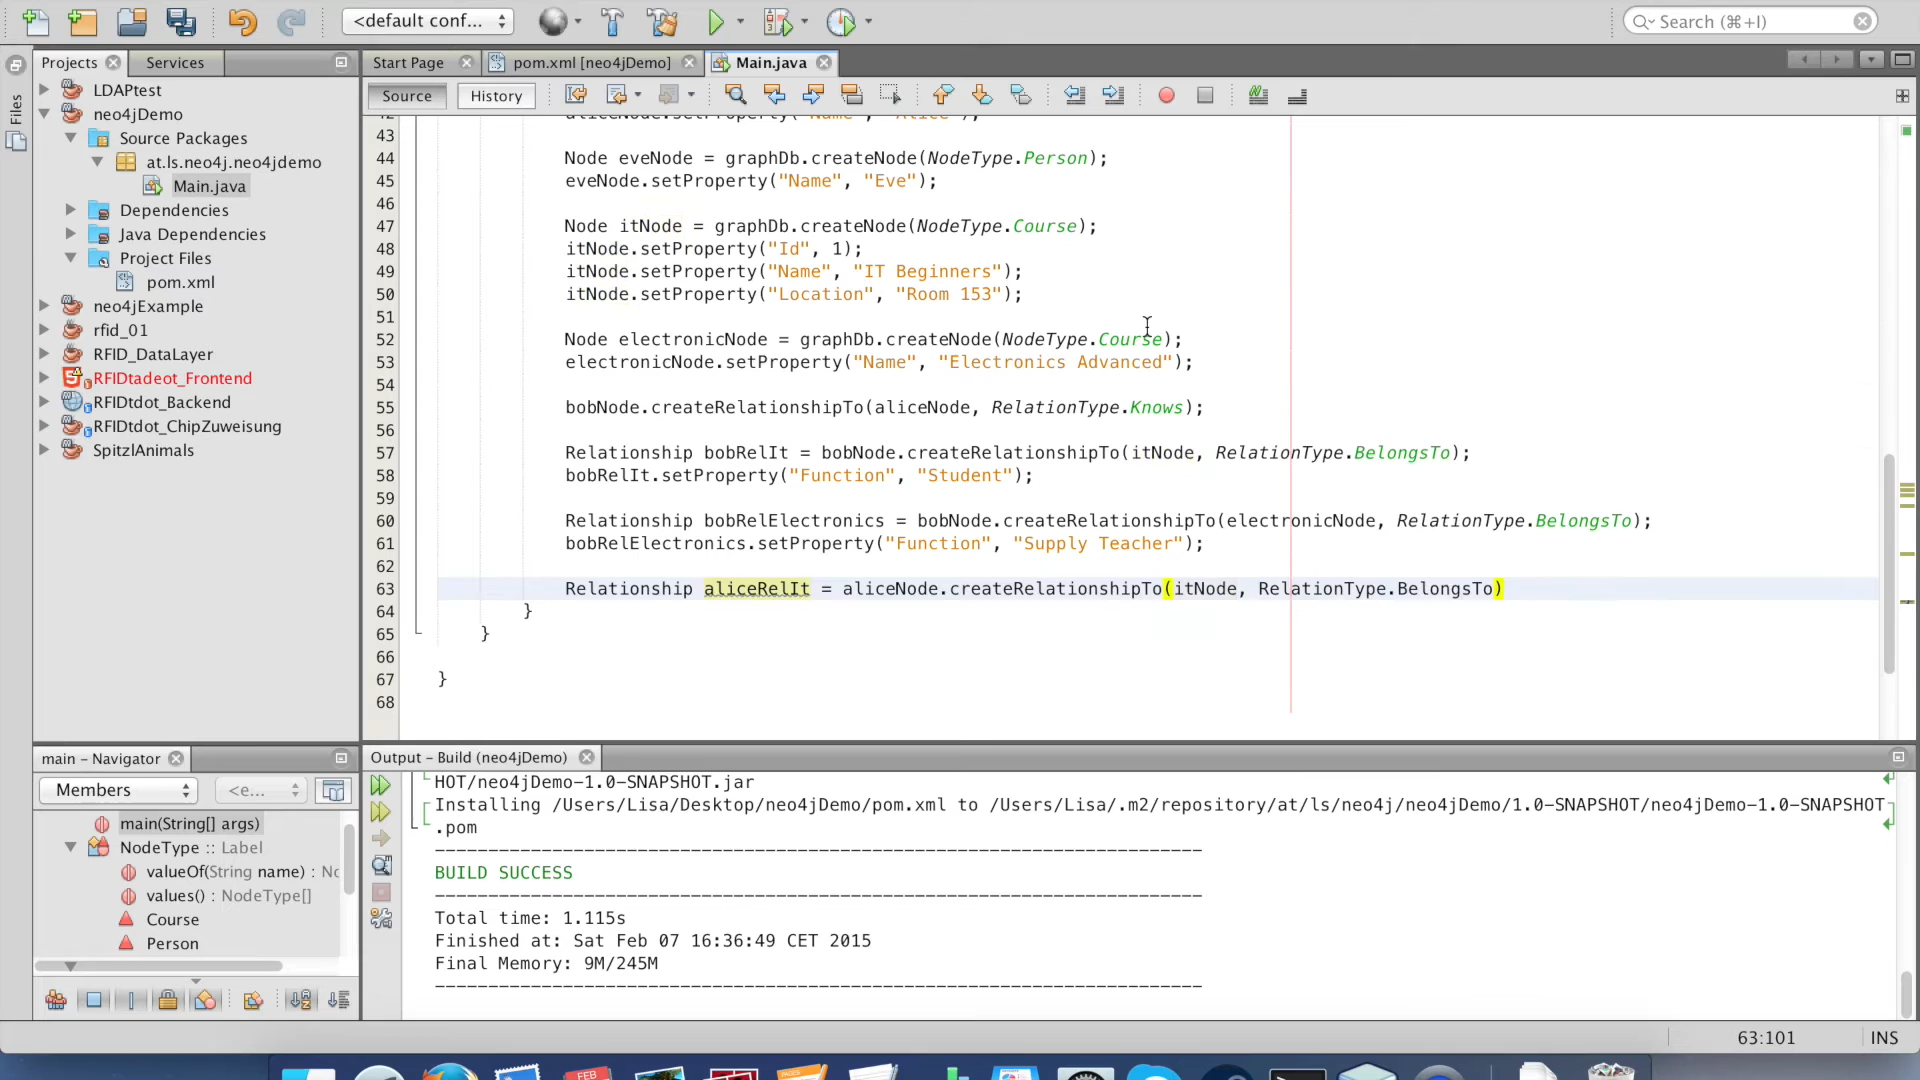 <default conf...
Search (⌘+I)
Projects
Services
Files
LDAPtest
neo4jDemo
Source Packages
at.ls.neo4j.neo4jdemo
Main.java
Dependencies
Java Dependencies
Project Files
pom.xml
neo4jExample
rfid_01
RFID_DataLayer
RFIDtadeot_Frontend
RFIDtdot_Backend
RFIDtdot_ChipZuweisung
SpitzlAnimals
Start Page
pom.xml [neo4jDemo]
Main.java
Source
History
42 aliceNode.setProperty("Name", "Alice");
43
44 Node eveNode = graphDb.createNode(NodeType.Person);
45 eveNode.setProperty("Name", "Eve");
46
47 Node itNode = graphDb.createNode(NodeType.Course);
48 itNode.setProperty("Id", 1);
49 itNode.setProperty("Name", "IT Beginners");
50 itNode.setProperty("Location", "Room 153");
51
52 Node electronicNode = graphDb.createNode(NodeType.Course);
53 electronicNode.setProperty("Name", "Electronics Advanced");
54
55 bobNode.createRelationshipTo(aliceNode, RelationType.Knows);
56
57 Relationship bobRelIt = bobNode.createRelationshipTo(itNode, RelationType.BelongsTo);
58 bobRelIt.setProperty("Function", "Student");
59
60 Relationship bobRelElectronics = bobNode.createRelationshipTo(electronicNode, RelationType.BelongsTo);
61 bobRelElectronics.setProperty("Function", "Supply Teacher");
62
63 Relationship aliceRelIt = aliceNode.createRelationshipTo(itNode, RelationType.BelongsTo)
64 }
65 }
66
67 }
68
main - Navigator
Members
<e...
main(String[] args)
NodeType :: Label
valueOf(String name) : No
values() : NodeType[]
Course
Person
Output - Build (neo4jDemo)
HOT/neo4jDemo-1.0-SNAPSHOT.jar
Installing /Users/Lisa/Desktop/neo4jDemo/pom.xml to /Users/Lisa/.m2/repository/at/ls/neo4j/neo4jDemo/1.0-SNAPSHOT/neo4jDemo-1.0-SNAPSHOT
.pom
------------------------------------------------------------------------
BUILD SUCCESS
------------------------------------------------------------------------
Total time: 1.115s
Finished at: Sat Feb 07 16:36:49 CET 2015
Final Memory: 9M/245M
------------------------------------------------------------------------
63:101
INS
FEB
PAGES